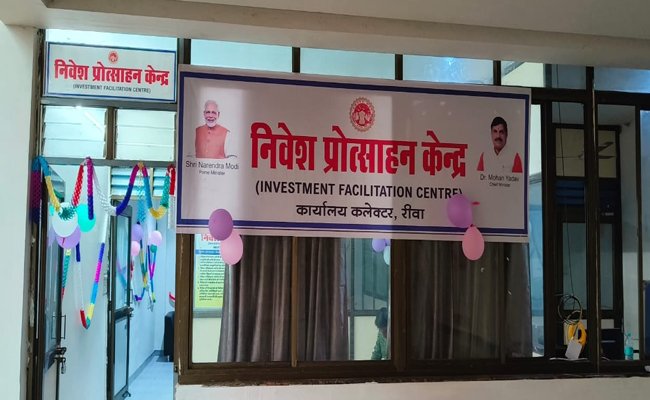 निवेश प्रोत्साहन केन्द्र
(INVESTMENT FACILITATION CENTRE)
Shri Narendra Modi
Prime Minister
निवेश प्रोत्साहन केन्द्र
(INVESTMENT FACILITATION CENTRE)
कार्यालय कलेक्टर, रीवा
Dr. Mohan Yadav
Chief Minister